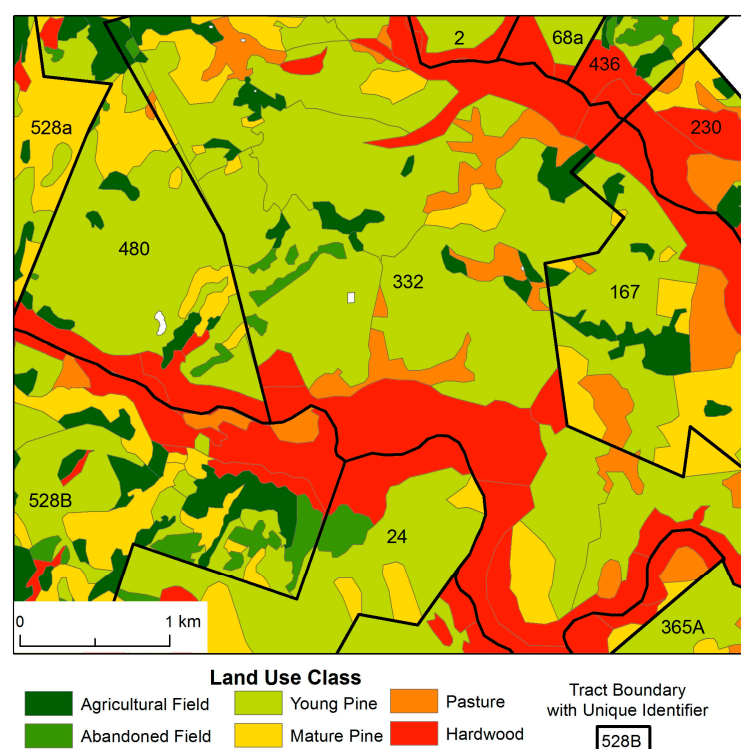 2
68a
436
528a
230
480
332
167
528B
24
365A
0 1 km
Land Use Class
Agricultural Field
Young Pine
Pasture
Abandoned Field
Mature Pine
Hardwood
Tract Boundary
with Unique Identifier
528B